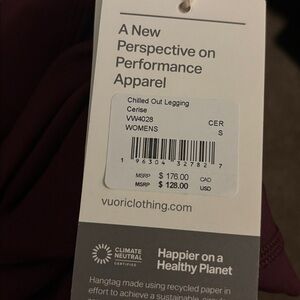 A New
Perspective on
Performance
Apparel
Chilled Out Legging
Cerise
VW4028 CER
WOMENS S
1 96304 32782 7
MSRP $ 176.00 CAD
MSRP $ 128.00 USD
vuoriclothing.com
CLIMATE
NEUTRAL
CERTIFIED
Happier on a
Healthy Planet
Hangtag made using recycled paper in
effort to achieve a sustainable